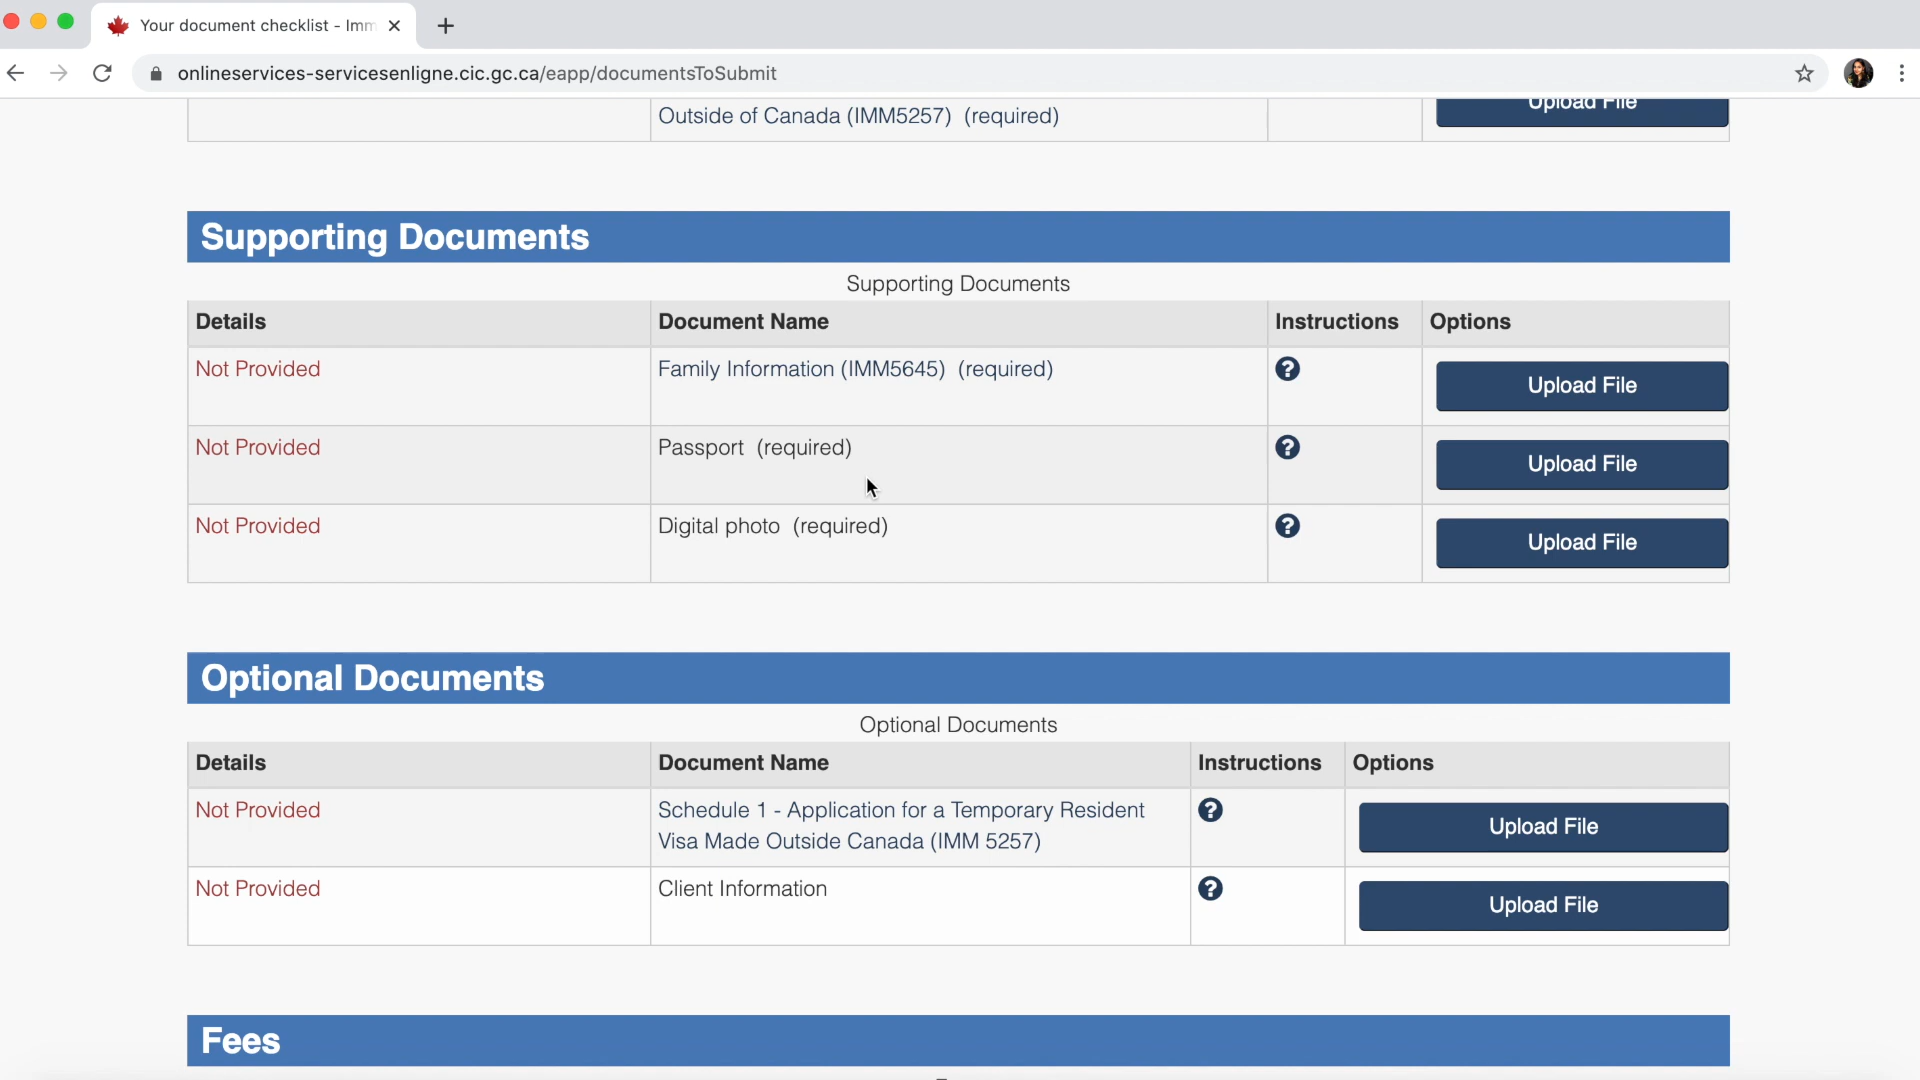 Your document checklist - Imm
onlineservices-servicesenligne.cic.gc.ca/eapp/documentsToSubmit
Outside of Canada (IMM5257) (required)
Upload File
Supporting Documents
Supporting Documents
Details Document Name Instructions Options
Not Provided Family Information (IMM5645) (required) ? Upload File
Not Provided Passport (required) ? Upload File
Not Provided Digital photo (required) ? Upload File
Optional Documents
Optional Documents
Details Document Name Instructions Options
Not Provided Schedule 1 - Application for a Temporary Resident
Visa Made Outside Canada (IMM 5257) ? Upload File
Not Provided Client Information ? Upload File
Fees